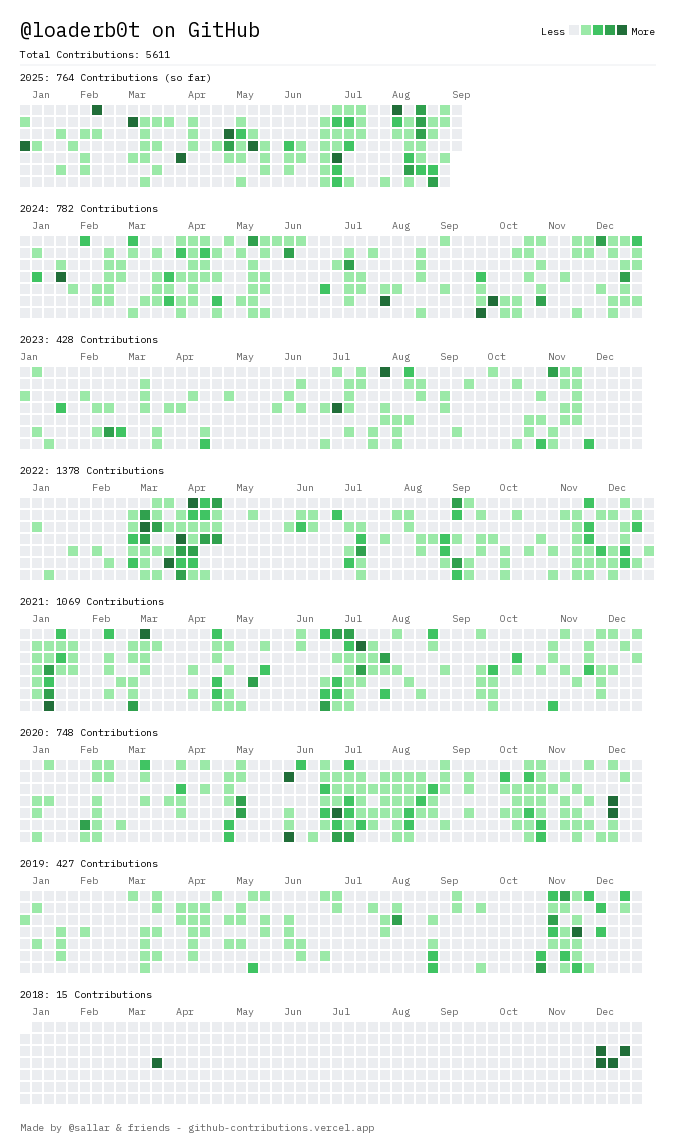 @loaderb0t on GitHub
Less More
Total Contributions: 5611
2025: 764 Contributions (so far)
Jan Feb Mar Apr May Jun Jul Aug Sep
2024: 782 Contributions
Jan Feb Mar Apr May Jun Jul Aug Sep Oct Nov Dec
2023: 428 Contributions
Jan Feb Mar Apr May Jun Jul Aug Sep Oct Nov Dec
2022: 1378 Contributions
Jan Feb Mar Apr May Jun Jul Aug Sep Oct Nov Dec
2021: 1069 Contributions
Jan Feb Mar Apr May Jun Jul Aug Sep Oct Nov Dec
2020: 748 Contributions
Jan Feb Mar Apr May Jun Jul Aug Sep Oct Nov Dec
2019: 427 Contributions
Jan Feb Mar Apr May Jun Jul Aug Sep Oct Nov Dec
2018: 15 Contributions
Jan Feb Mar Apr May Jun Jul Aug Sep Oct Nov Dec
Made by @sallar & friends - github-contributions.vercel.app